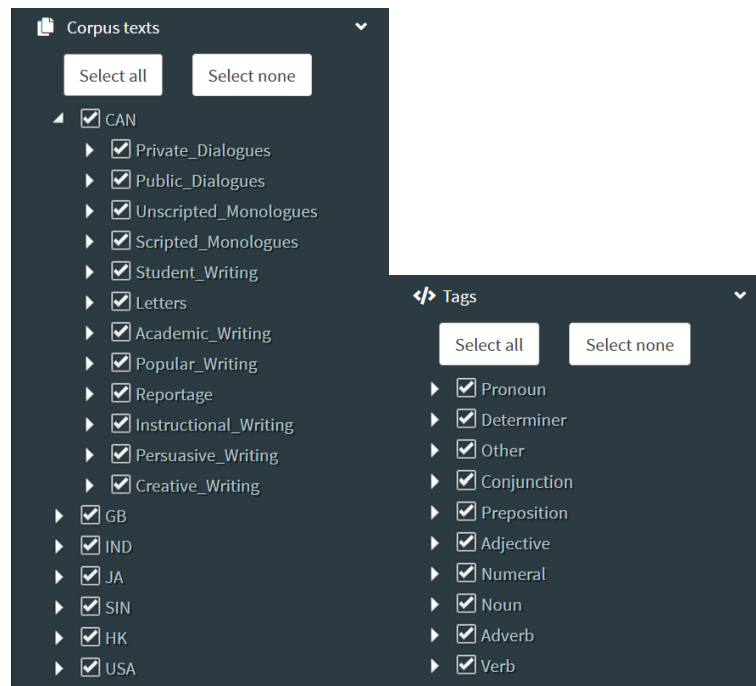 Corpus texts
Select all Select none
CAN
Private_Dialogues
Public_Dialogues
Unscripted_Monologues
Scripted_Monologues
Student_Writing
Letters
Academic_Writing
Popular_Writing
Reportage
Instructional_Writing
Persuasive_Writing
Creative_Writing
GB
IND
JA
SIN
HK
USA
</> Tags
Select all Select none
Pronoun
Determiner
Other
Conjunction
Preposition
Adjective
Numeral
Noun
Adverb
Verb